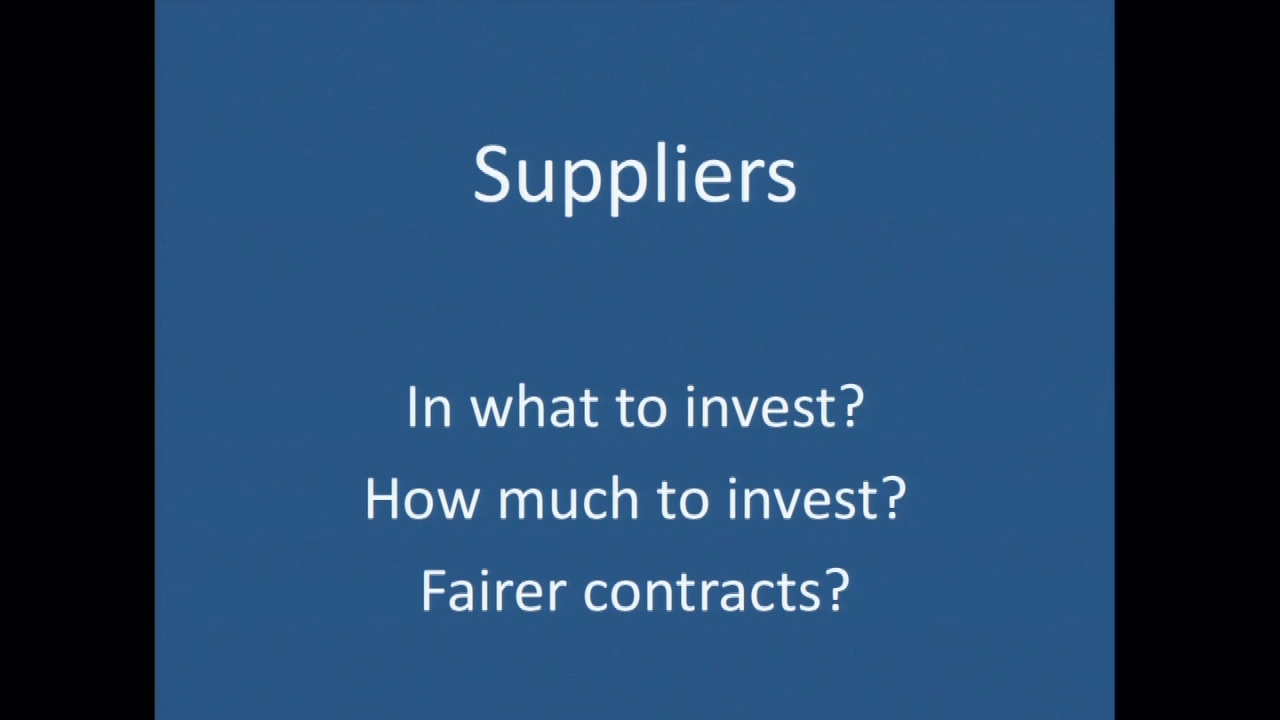 Suppliers
In what to invest?
How much to invest?
Fairer contracts?